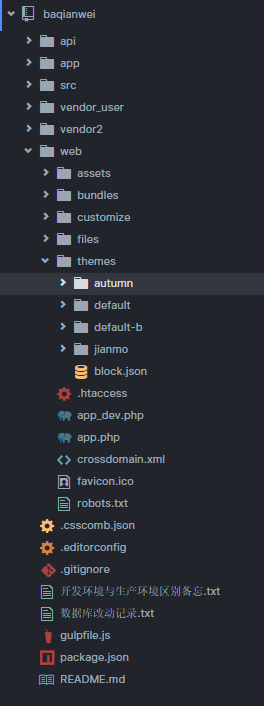 baqianwei
api
app
src
vendor_user
vendor2
web
assets
bundles
customize
files
themes
autumn
default
default-b
jianmo
block.json
.htaccess
app_dev.php
app.php
crossdomain.xml
favicon.ico
robots.txt
.csscomb.json
.editorconfig
.gitignore
开发环境与生产环境区别备忘.txt
数据库改动记录.txt
gulpfile.js
package.json
README.md